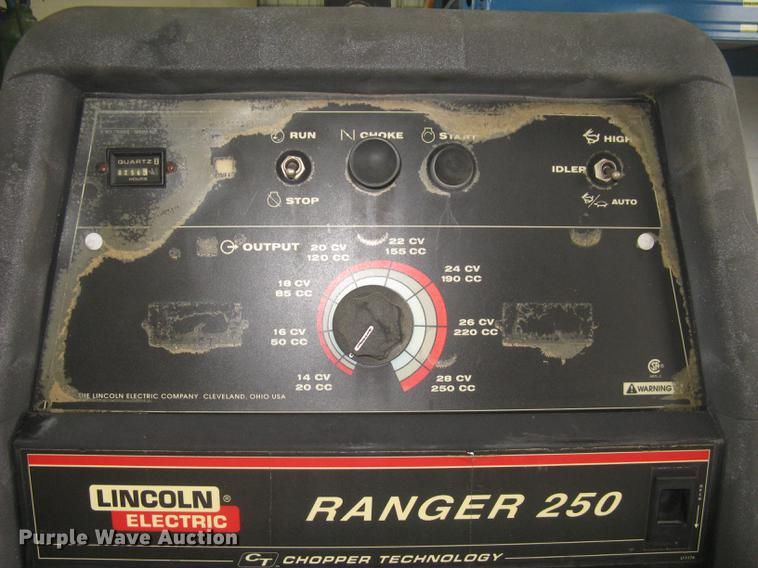 RUN
CHOKE
START
HIGH
QUARTZ
HOURS
IDLER
STOP
AUTO
OUTPUT
20 CV
120 CC
22 CV
155 CC
18 CV
85 CC
24 CV
190 CC
16 CV
50 CC
26 CV
220 CC
14 CV
20 CC
28 CV
250 CC
WARNING
THE LINCOLN ELECTRIC COMPANY CLEVELAND, OHIO USA
LINCOLN ®
ELECTRIC
RANGER 250
CT CHOPPER TECHNOLOGY
Purple Wave Auction